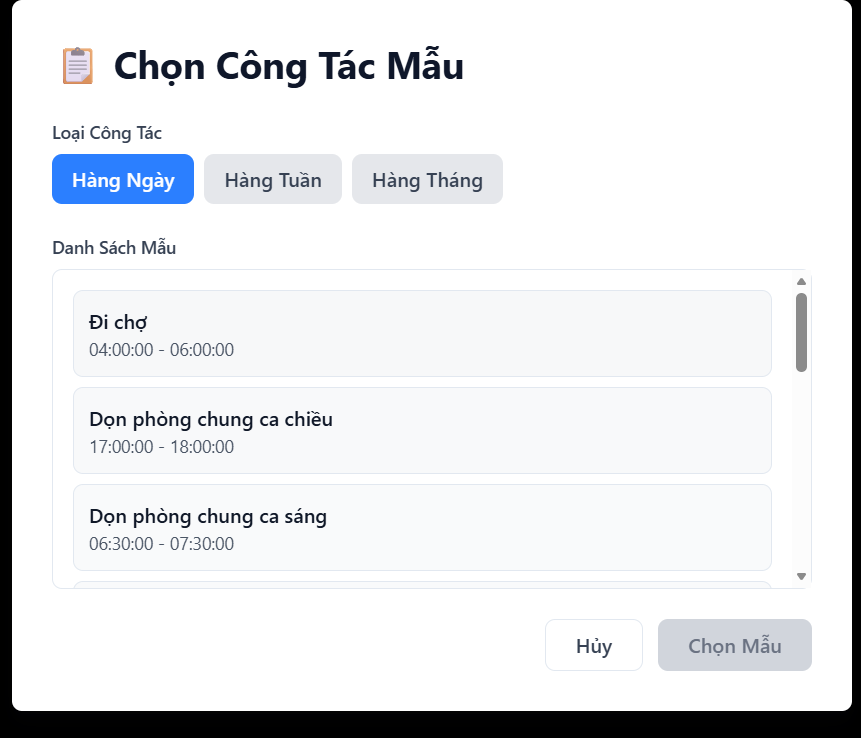 Chọn Công Tác Mẫu
Loại Công Tác
Hàng Ngày
Hàng Tuần
Hàng Tháng
Danh Sách Mẫu
Đi chợ
04:00:00 - 06:00:00
Dọn phòng chung ca chiều
17:00:00 - 18:00:00
Dọn phòng chung ca sáng
06:30:00 - 07:30:00
Hủy
Chọn Mẫu